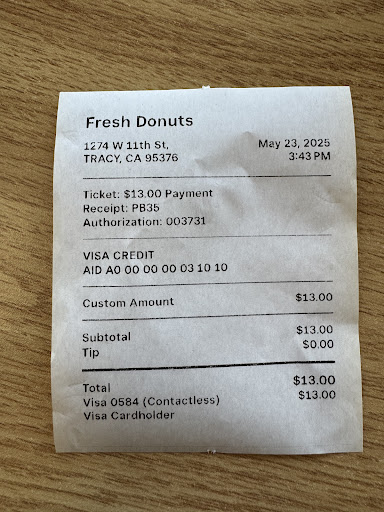 Fresh Donuts
1274 W 11th St,
TRACY, CA 95376
May 23, 2025
3:43 PM
Ticket: $13.00 Payment
Receipt: PB35
Authorization: 003731
VISA CREDIT
AID A0 00 00 00 03 10 10
Custom Amount $13.00
Subtotal $13.00
Tip $0.00
Total $13.00
Visa 0584 (Contactless) $13.00
Visa Cardholder